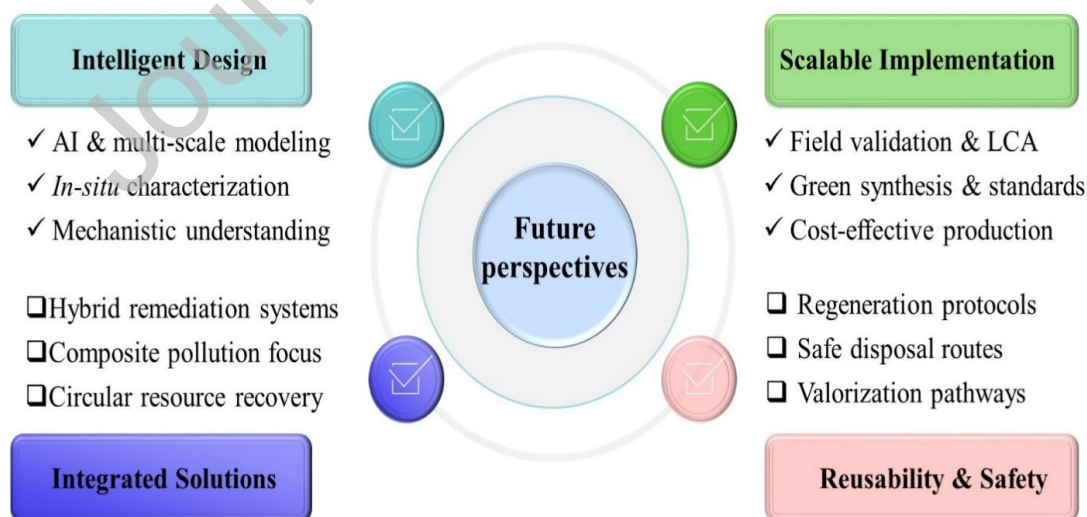 Intelligent Design
✓ AI & multi-scale modeling
✓ In-situ characterization
✓ Mechanistic understanding
❑Hybrid remediation systems
❑Composite pollution focus
❑Circular resource recovery
Integrated Solutions
Future
perspectives
Scalable Implementation
✓ Field validation & LCA
✓ Green synthesis & standards
✓ Cost-effective production
❑ Regeneration protocols
❑ Safe disposal routes
❑ Valorization pathways
Reusability & Safety
Jour